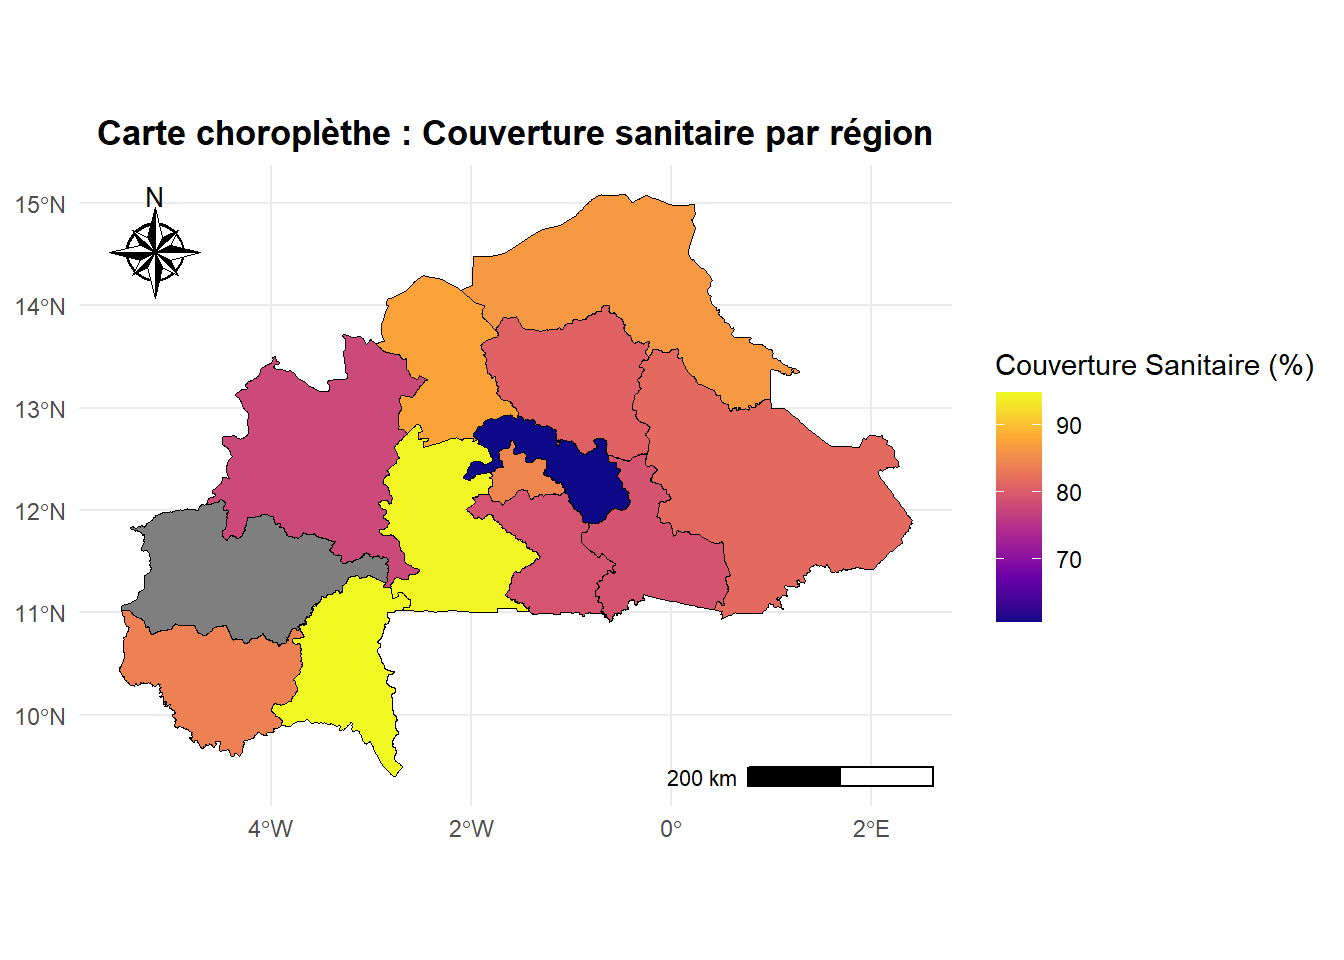 Carte choroplèthe : Couverture sanitaire par région
N
15°N
14°N
13°N
12°N
11°N
10°N
4°W
2°W
0°
2°E
200 km
Couverture Sanitaire (%)
90
80
70